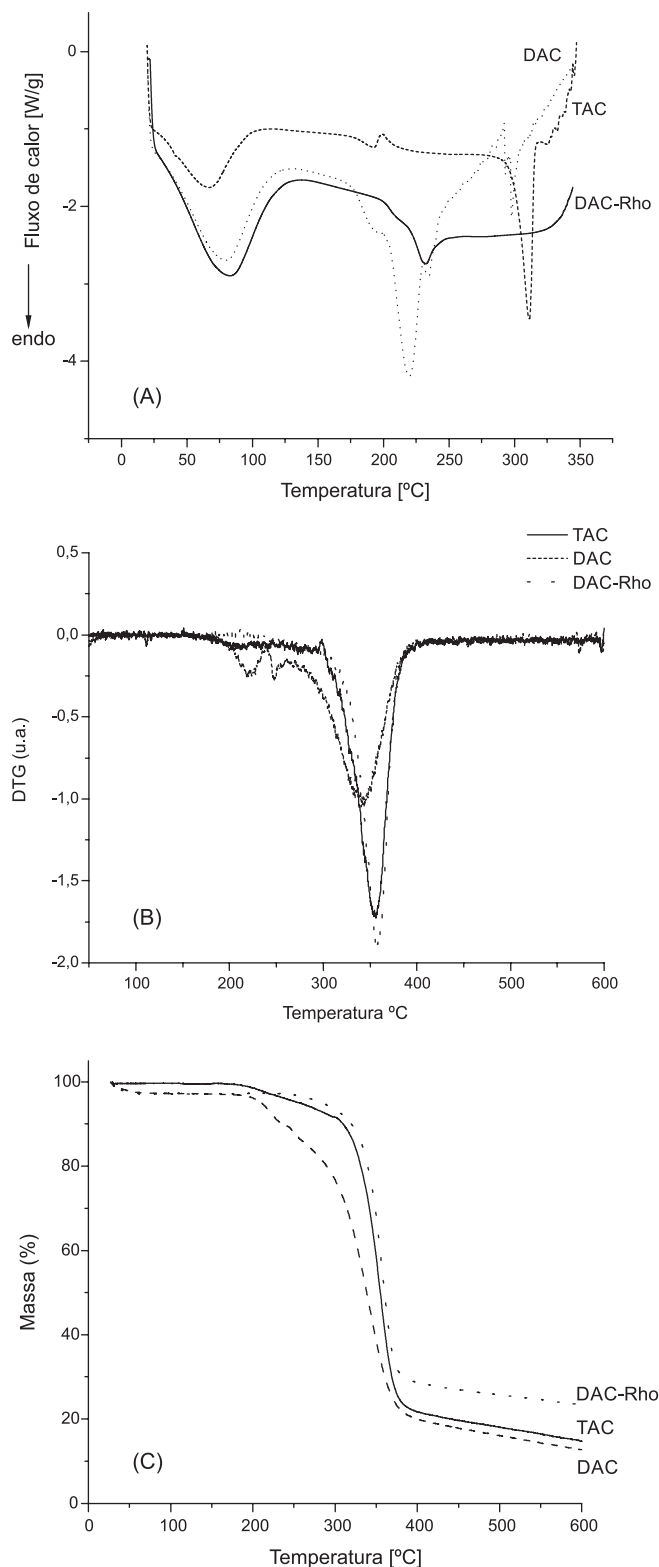 0
-2
-4
Fluxo de calor [W/g]
endo
DAC
TAC
DAC-Rho
(A)
0 50 100 150 200 250 300 350
Temperatura [ºC]
TAC
DAC
DAC-Rho
0,5
0,0
-0,5
-1,0
-1,5
-2,0
DTG (u.a.)
(B)
100 200 300 400 500 600
Temperatura ºC
100
80
60
40
20
0
Massa (%)
DAC-Rho
TAC
DAC
(C)
0 100 200 300 400 500 600
Temperatura [ºC]